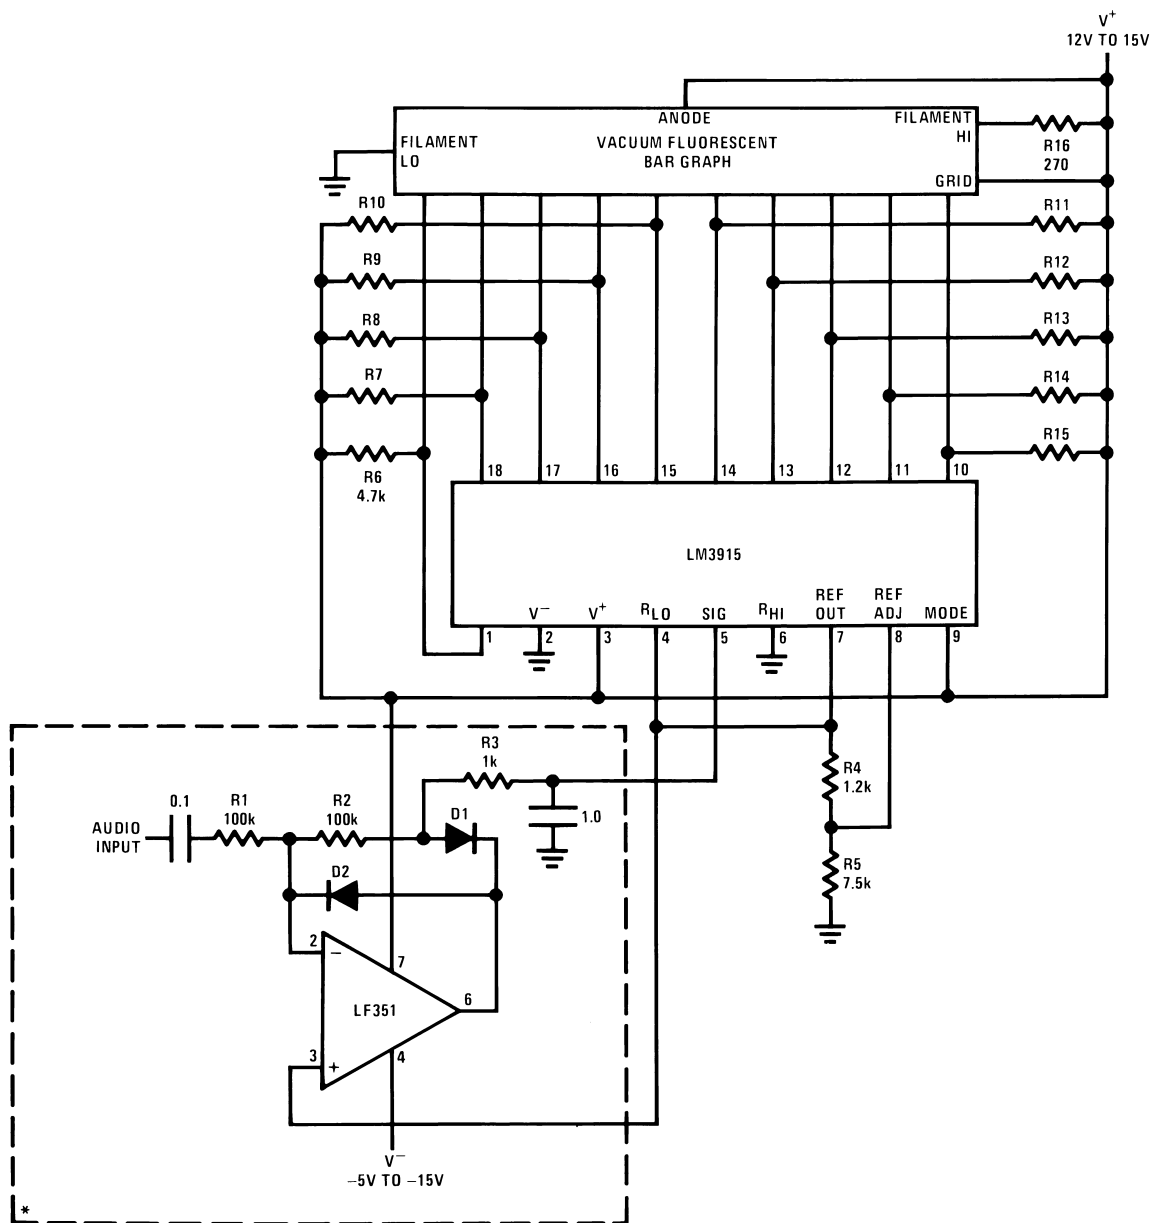 V+
12V TO 15V
ANODE
FILAMENT
HI
FILAMENT
LO
VACUUM FLUORESCENT
BAR GRAPH
GRID
R16
270
R10
R11
R9
R12
R8
R13
R7
R14
R6
4.7k
R15
18
17
16
15
14
13
12
11
10
LM3915
V−
V+
RLO
SIG
RHI
REF
OUT
REF
ADJ
MODE
1
2
3
4
5
6
7
8
9
R3
1k
R4
1.2k
0.1
R1
100k
R2
100k
D1
1.0
AUDIO
INPUT
D2
R5
7.5k
2
−
7
LF351
6
3
+
4
V−
−5V TO −15V
*